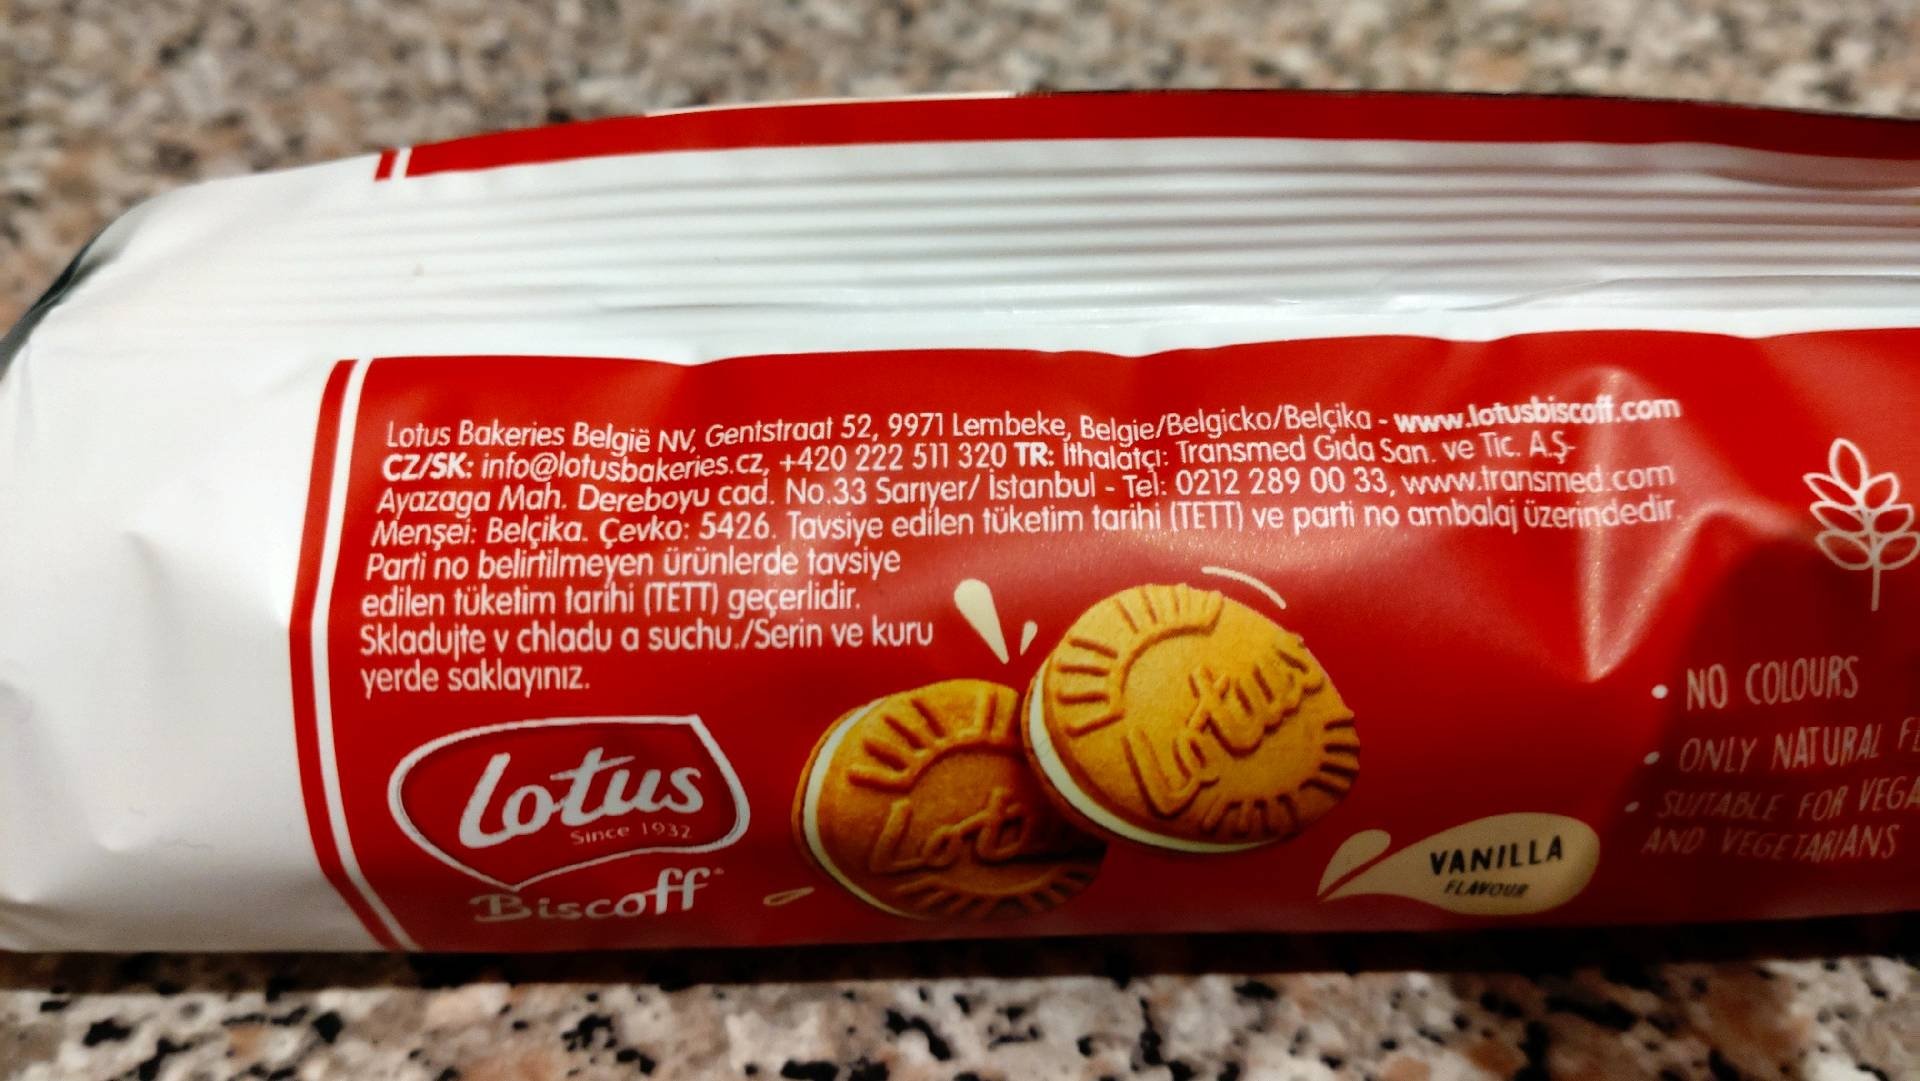 Lotus Bakeries België NV, Gentstraat 52, 9971 Lembeke, Belgie/Belgicko/Belçika - www.lotusbiscoff.com
CZ/SK: info@lotusbakeries.cz, +420 222 511 320 TR: İthalatçı: Transmed Gıda San. ve Tic. A.Ş-
Ayazaga Mah. Dereboyu cad. No.33 Sarıyer/ İstanbul - Tel: 0212 289 00 33, www.transmed.com
Menşei: Belçika. Çevko: 5426. Tavsiye edilen tüketim tarihi (TETT) ve parti no ambalaj üzerindedir.
Parti no belirtilmeyen ürünlerde tavsiye
edilen tüketim tarihi (TETT) geçerlidir.
Skladujte v chladu a suchu./Serin ve kuru
yerde saklayınız.
Lotus
Since 1932
Biscoff
Lotus
Lotus
VANILLA
FLAVOUR
• NO COLOURS
• ONLY NATURAL
• SUITABLE FOR
AND VEGETARIANS